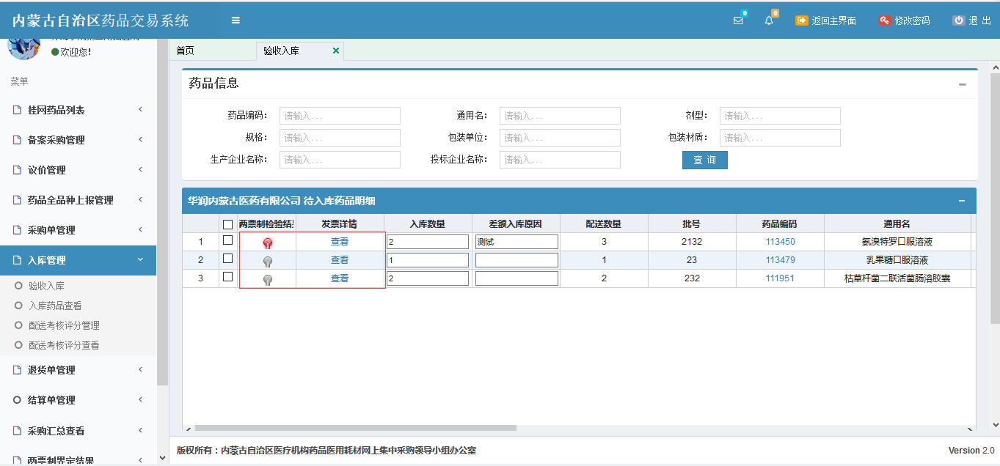 内蒙古自治区药品交易系统
0
0
返回主界面
修改密码
退 出
欢迎您!
首页
验收入库
菜单
挂网药品列表
备案采购管理
议价管理
药品全品种上报管理
采购单管理
入库管理
验收入库
入库药品查看
配送考核评分管理
配送考核评分查看
退货单管理
结算单管理
采购汇总查看
两票制界定结果
药品信息
药品编码: 请输入... 通用名: 请输入... 剂型: 请输入...
规格: 请输入... 包装单位: 请输入... 包装材质: 请输入...
生产企业名称: 请输入... 投标企业名称: 请输入... 查 询
华润内蒙古医药有限公司 待入库药品明细
两票制检验结 发票详情 入库数量 差额入库原因 配送数量 批号 药品编码 通用名
1 查看 2 测试 3 2132 113450 氨溴特罗口服溶液
2 查看 1 1 23 113479 乳果糖口服溶液
3 查看 2 2 232 111951 枯草杆菌二联活菌肠溶胶囊
版权所有:内蒙古自治区医疗机构药品医用耗材网上集中采购领导小组办公室
Version 2.0